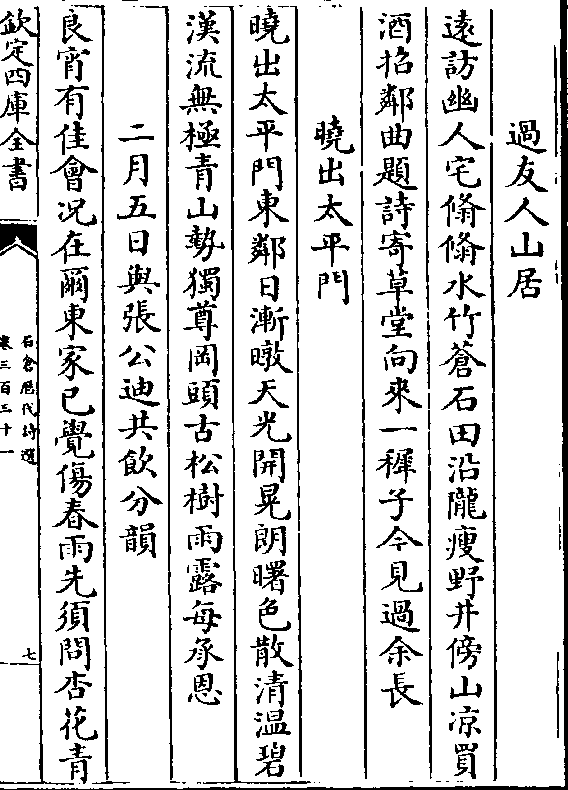 過友人山居
遠訪幽人宅翛翛水竹蒼石田沿隴瘦野井傍山凉買
酒招鄰曲題詩寄草堂向來一穉子今見過余長
曉出太平門
曉出太平門東鄰日漸暾天光開晃朗曙色散清温碧
漢流無極青山勢獨尊岡頭古松樹雨露每承恩
二月五日與張公迪共飲分韻
良宵有佳會况在爾東家已覺傷春雨先須問杏花青
欽定四庫全書
石倉歷代詩選
卷三百三十一
七